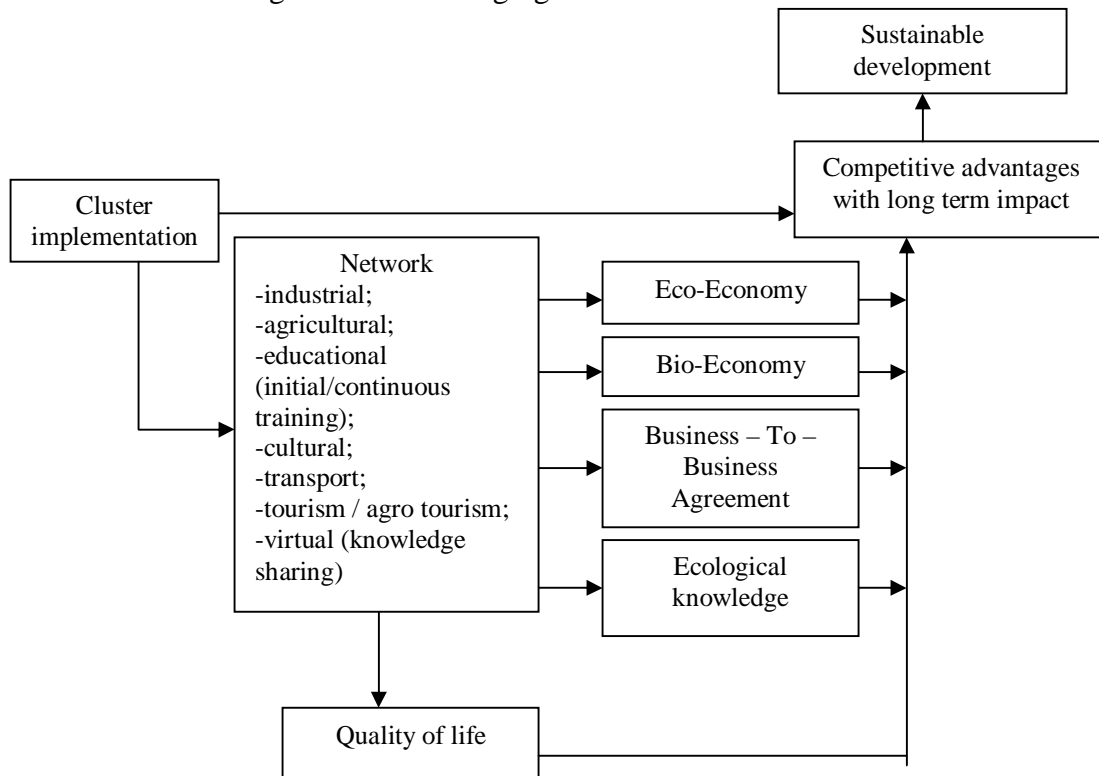 Sustainable
development
Competitive advantages
with long term impact
Cluster
implementation
Network
-industrial;
-agricultural;
-educational
(initial/continuous
training);
-cultural;
-transport;
-tourism / agro tourism;
-virtual (knowledge
sharing)
Eco-Economy
Bio-Economy
Business – To –
Business
Agreement
Ecological
knowledge
Quality of life